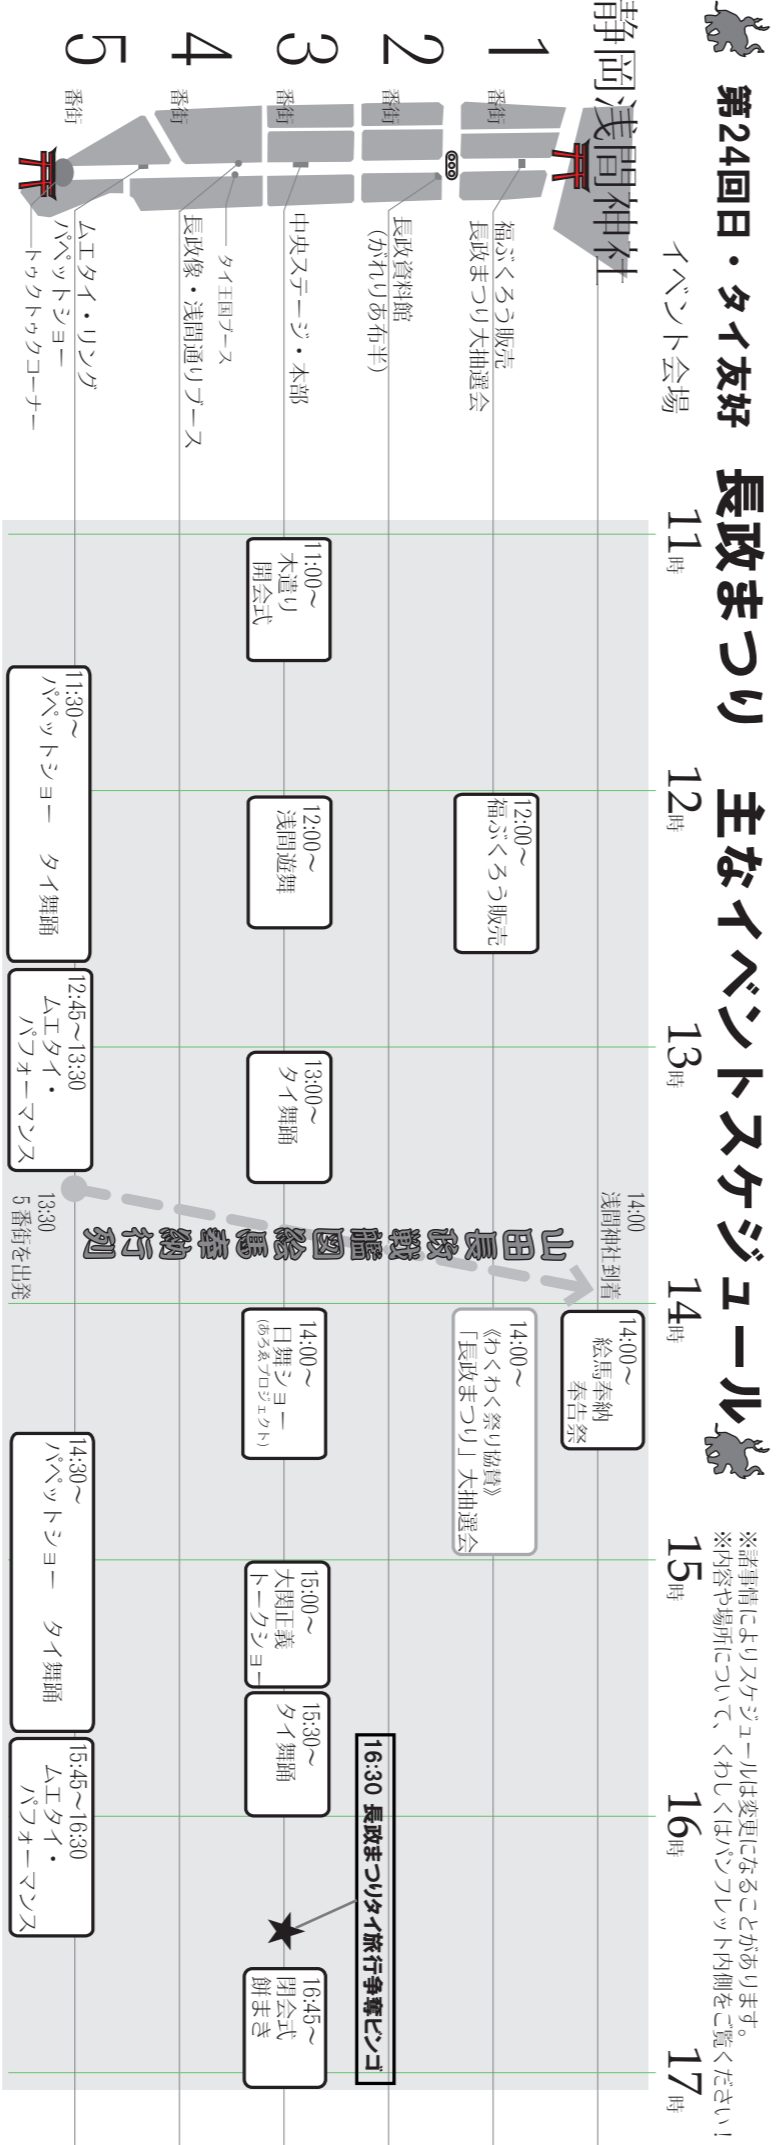 第24回日・タイ友好 長政まつり 主なイベントスケジュール
※諸事情によりスケジュールは変更になることがあります。
※内容や場所について、くわしくはパンフレット内側をご覧ください！
イベント会場
11時
12時
13時
14時
15時
16時
17時
静岡浅間神社
14:00
浅間神社到着
14:00～
絵馬奉納
奉告祭
1
番街
福ぶくろう販売
長政まつり大抽選会
12:00～
福ぶくろう販売
14:00～
《わくわく祭り協賛》
「長政まつり」大抽選会
2
番街
長政資料館
(がれりあ布半)
16:30 長政まつりタイ旅行争奪ビンゴ
3
番街
中央ステージ・本部
11:00～
木遣り
開会式
12:00～
浅間遊舞
13:00～
タイ舞踊
14:00～
日舞ショー
(あろゑプロジェクト)
15:00～
大関正義
トークショー
15:30～
タイ舞踊
16:45～
閉会式
餅まき
4
番街
タイ王国ブース
長政像・浅間通りブース
山田長政戦艦図絵馬奉納行列
5
番街
ムエタイ・リング
パペットショー
トゥクトゥクコーナー
11:30～
パペットショー タイ舞踊
12:45～13:30
ムエタイ・
パフォーマンス
13:30
5番街を出発
14:30～
パペットショー タイ舞踊
15:45～16:30
ムエタイ・
パフォーマンス